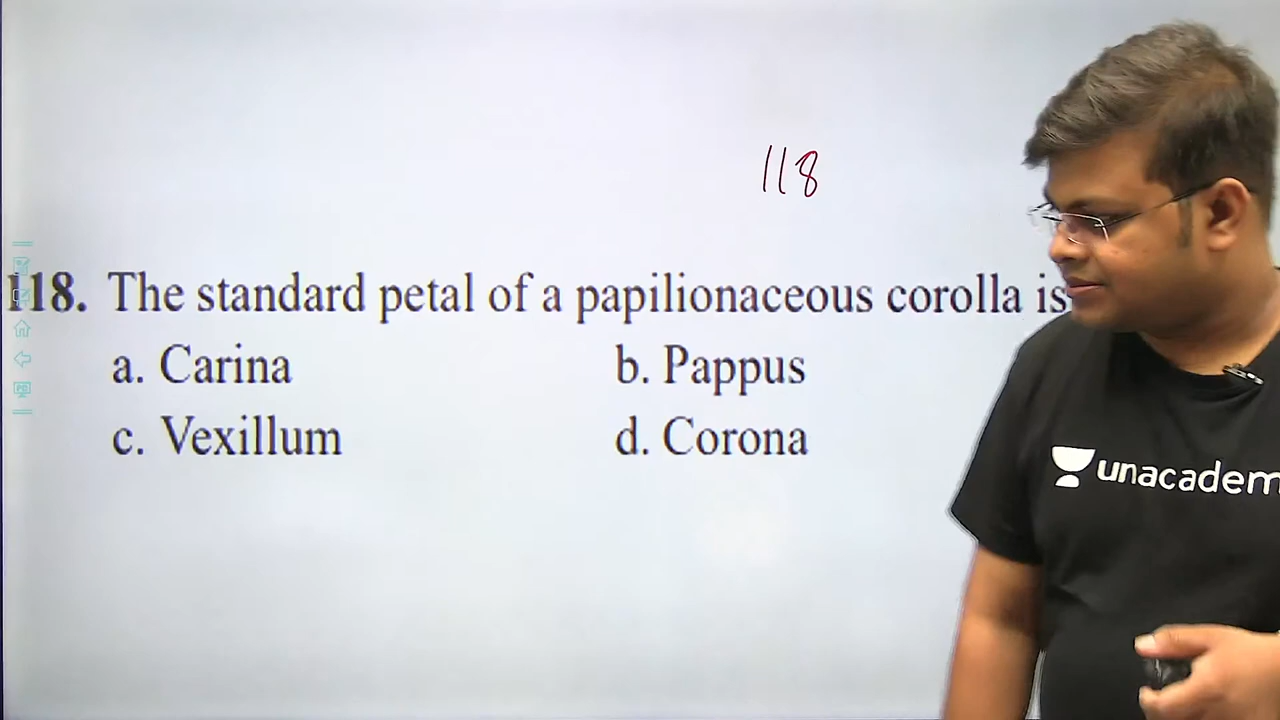 118
118. The standard petal of a papilionaceous corolla is
a. Carina
b. Pappus
c. Vexillum
d. Corona
unacadem